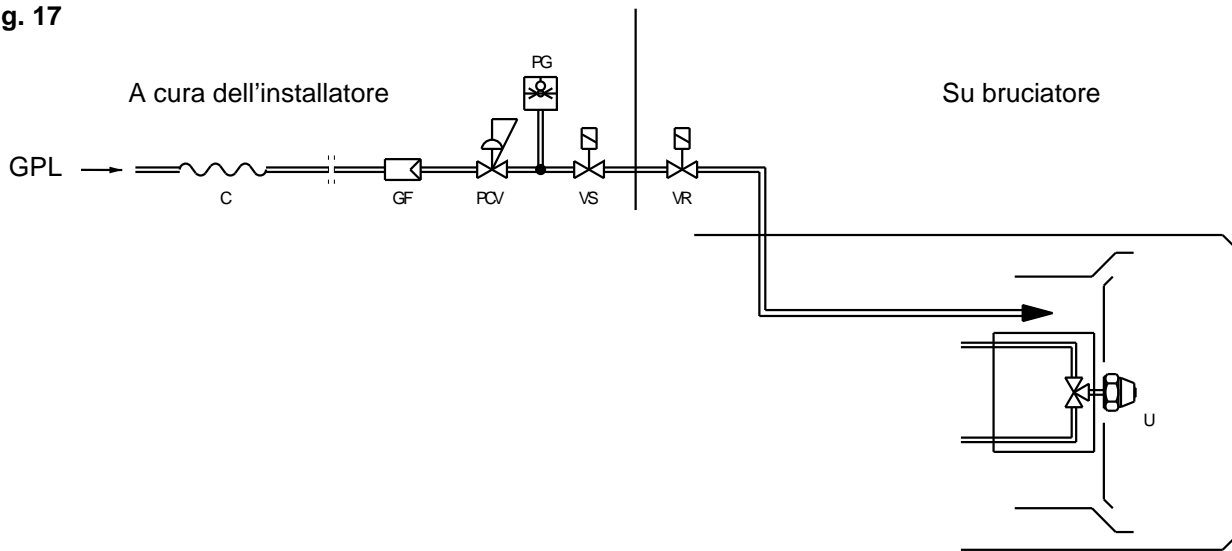 g. 17
PG
A cura dell'installatore
Su bruciatore
GPL
C
GF
PCV
VS
VR
U